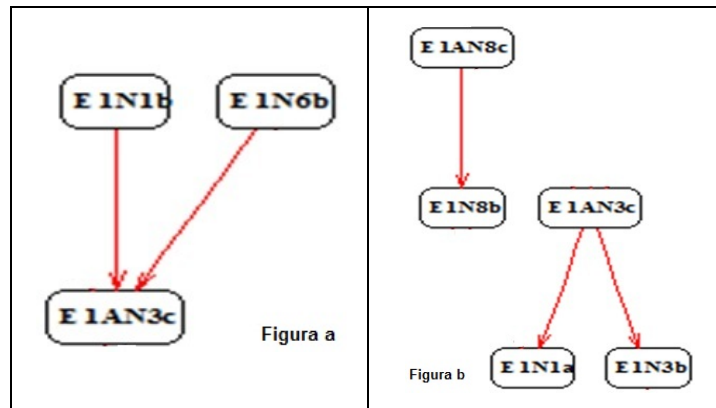 E 1N1b E 1N6b
E 1AN3c
Figura a
E 1AN8c
E 1N8b E 1AN3c
E 1N1a E 1N3b
Figura b